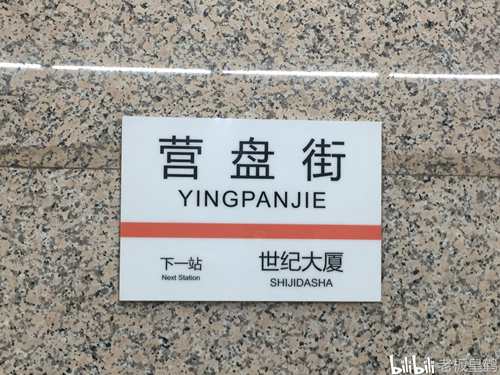 营盘街
YINGPANJIE
下一站
Next Station
世纪大厦
SHIJIDASHA
bilibili 老板皇鹤